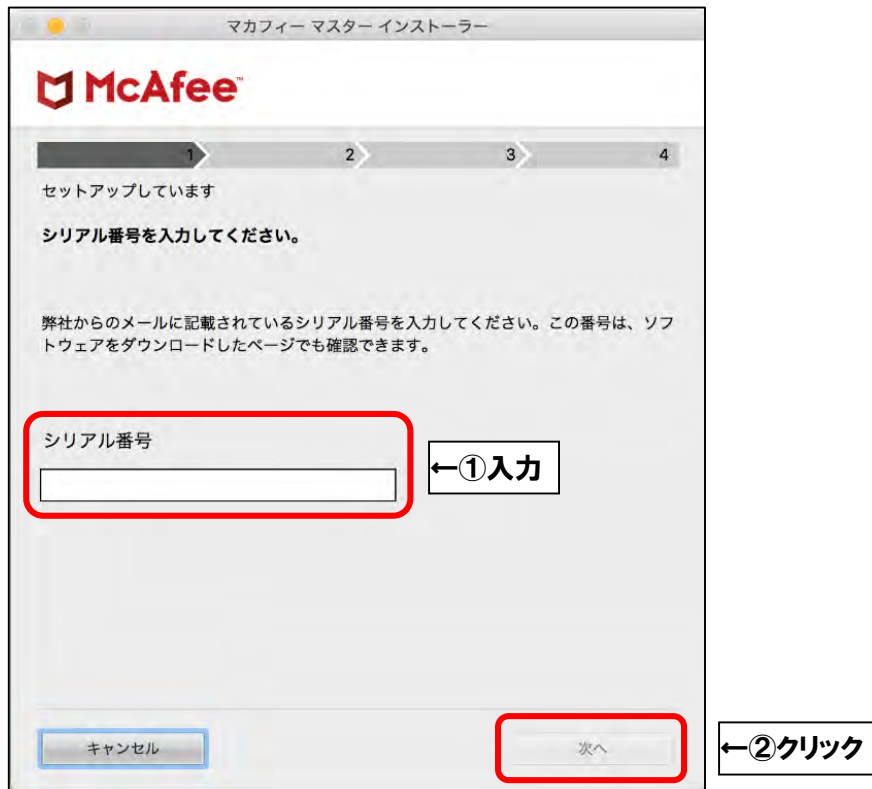 マカフィー マスター インストーラー
McAfee™
1 2 3 4
セットアップしています
シリアル番号を入力してください。
弊社からのメールに記載されているシリアル番号を入力してください。この番号は、ソフ
トウェアをダウンロードしたページでも確認できます。
シリアル番号
←①入力
キャンセル
次へ
←②クリック